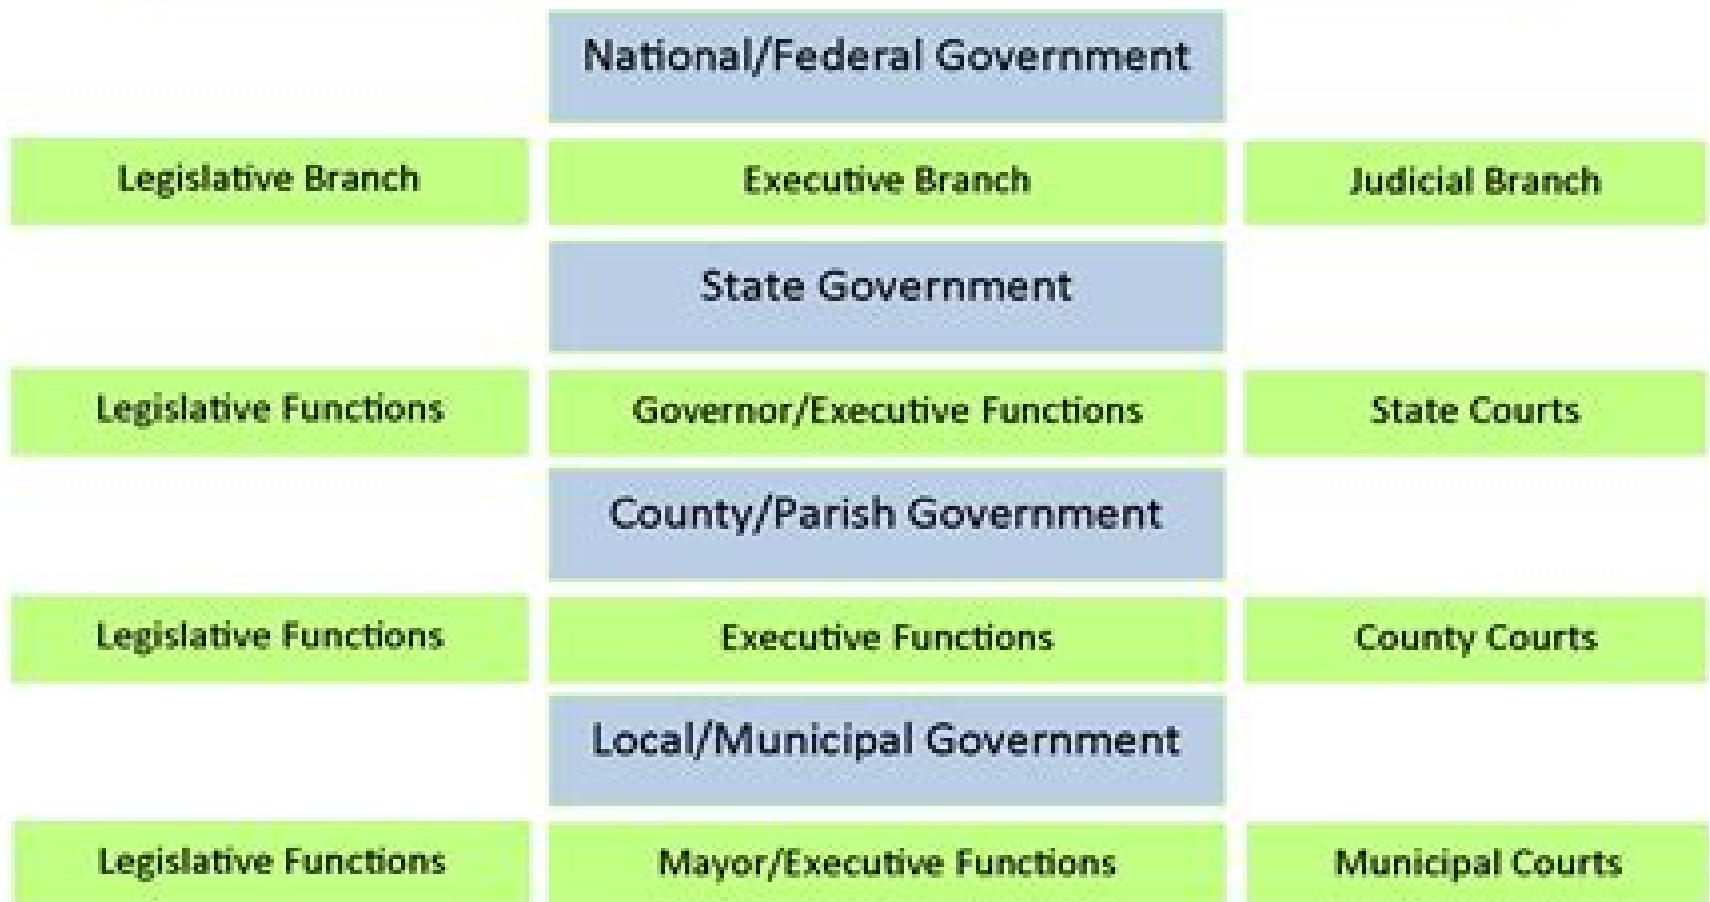 National/Federal Government
Legislative Branch
Executive Branch
Judicial Branch
State Government
Legislative Functions
Governor/Executive Functions
State Courts
County/Parish Government
Legislative Functions
Executive Functions
County Courts
Local/Municipal Government
Legislative Functions
Mayor/Executive Functions
Municipal Courts